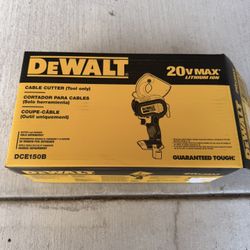 DEWALT
CABLE CUTTER (Tool only)
CORTADOR PARA CABLES
(Solo herramienta)
COUPE-CÂBLE
(Outil uniquement)
20V MAX*
LITHIUM ION
DCE150B
GUARANTEED TOUGH